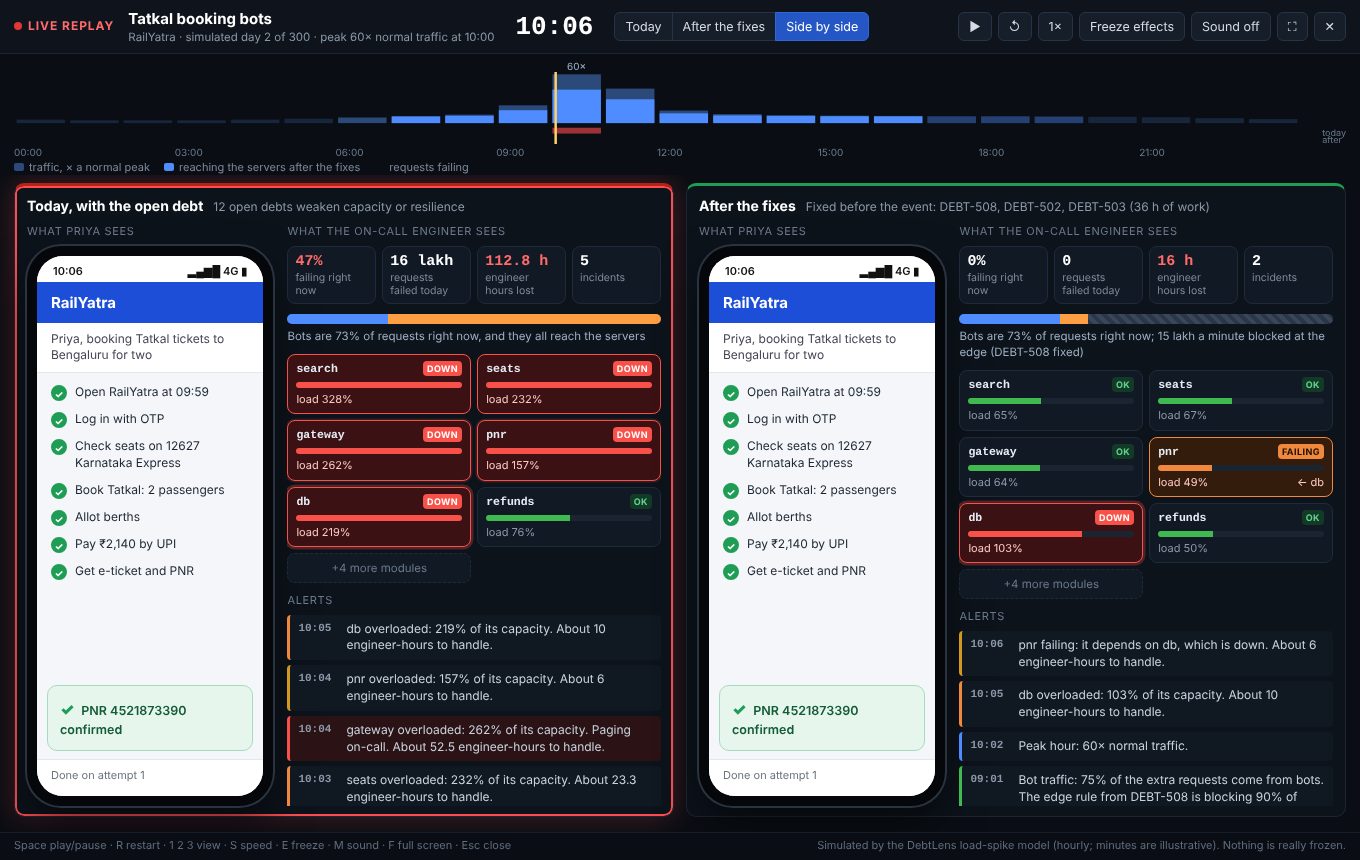 LIVE REPLAY
Tatkal booking bots
RailYatra · simulated day 2 of 300 · peak 60× normal traffic at 10:00
10:06
Today
After the fixes
Side by side
1×
Freeze effects
Sound off
60×
00:00
03:00
06:00
09:00
12:00
15:00
18:00
21:00
today
after
traffic, × a normal peak
reaching the servers after the fixes
requests failing
Today, with the open debt
12 open debts weaken capacity or resilience
WHAT PRIYA SEES
10:06
4G
RailYatra
Priya, booking Tatkal tickets to
Bengaluru for two
Open RailYatra at 09:59
Log in with OTP
Check seats on 12627
Karnataka Express
Book Tatkal: 2 passengers
Allot berths
Pay ₹2,140 by UPI
Get e-ticket and PNR
✔ PNR 4521873390
confirmed
Done on attempt 1
WHAT THE ON-CALL ENGINEER SEES
47%
failing right
now
16 lakh
requests
failed today
112.8 h
engineer
hours lost
5
incidents
Bots are 73% of requests right now, and they all reach the servers
search DOWN
load 328%
seats DOWN
load 232%
gateway DOWN
load 262%
pnr DOWN
load 157%
db DOWN
load 219%
refunds OK
load 76%
+4 more modules
ALERTS
10:05 db overloaded: 219% of its capacity. About 10
engineer-hours to handle.
10:04 pnr overloaded: 157% of its capacity. About 6
engineer-hours to handle.
10:04 gateway overloaded: 262% of its capacity. Paging
on-call. About 52.5 engineer-hours to handle.
10:03 seats overloaded: 232% of its capacity. About 23.3
engineer-hours to handle.
After the fixes
Fixed before the event: DEBT-508, DEBT-502, DEBT-503 (36 h of work)
WHAT PRIYA SEES
10:06
4G
RailYatra
Priya, booking Tatkal tickets to
Bengaluru for two
Open RailYatra at 09:59
Log in with OTP
Check seats on 12627
Karnataka Express
Book Tatkal: 2 passengers
Allot berths
Pay ₹2,140 by UPI
Get e-ticket and PNR
✔ PNR 4521873390
confirmed
Done on attempt 1
WHAT THE ON-CALL ENGINEER SEES
0%
failing right
now
0
requests
failed today
16 h
engineer
hours lost
2
incidents
Bots are 73% of requests right now; 15 lakh a minute blocked at the
edge (DEBT-508 fixed)
search OK
load 65%
seats OK
load 67%
gateway OK
load 64%
pnr FAILING
load 49% ← db
db DOWN
load 103%
refunds OK
load 50%
+4 more modules
ALERTS
10:06 pnr failing: it depends on db, which is down. About 6
engineer-hours to handle.
10:05 db overloaded: 103% of its capacity. About 10
engineer-hours to handle.
10:02 Peak hour: 60× normal traffic.
09:01 Bot traffic: 75% of the extra requests come from bots.
The edge rule from DEBT-508 is blocking 90% of
Space play/pause · R restart · 1 2 3 view · S speed · E freeze · M sound · F full screen · Esc close
Simulated by the DebtLens load-spike model (hourly; minutes are illustrative). Nothing is really frozen.